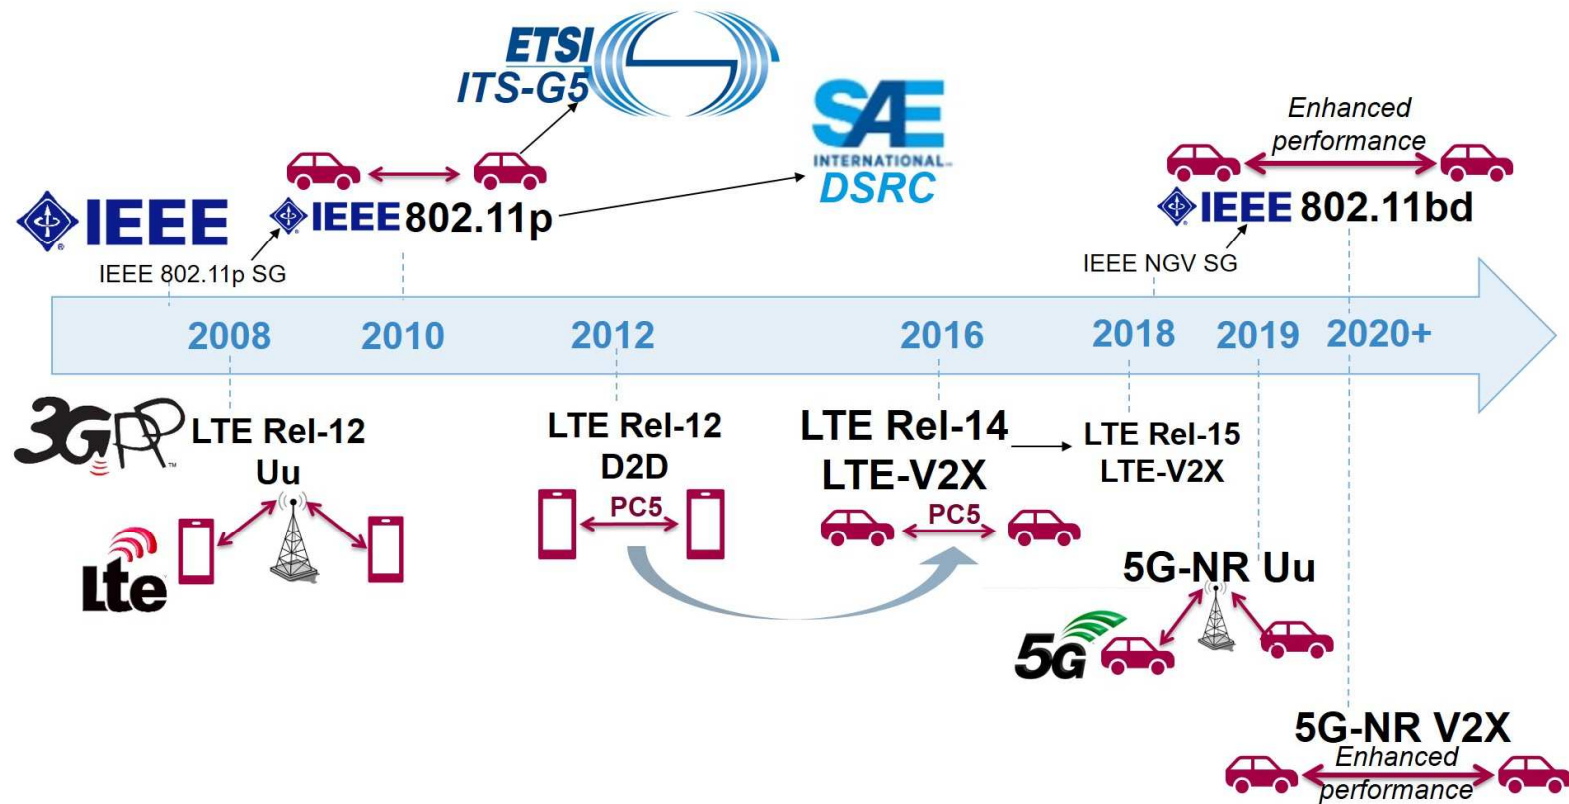 ETSI
ITS-G5
SAE
INTERNATIONAL™
DSRC
Enhanced
performance
IEEE
®
IEEE 802.11p
®
IEEE 802.11bd
®
IEEE 802.11p SG
IEEE NGV SG
2008
2010
2012
2016
2018
2019
2020+
3GPP
™
LTE Rel-12
Uu
LTE Rel-12
D2D
PC5
LTE Rel-14
LTE-V2X
PC5
LTE Rel-15
LTE-V2X
Lte
5G-NR Uu
5G
5G-NR V2X
Enhanced
performance